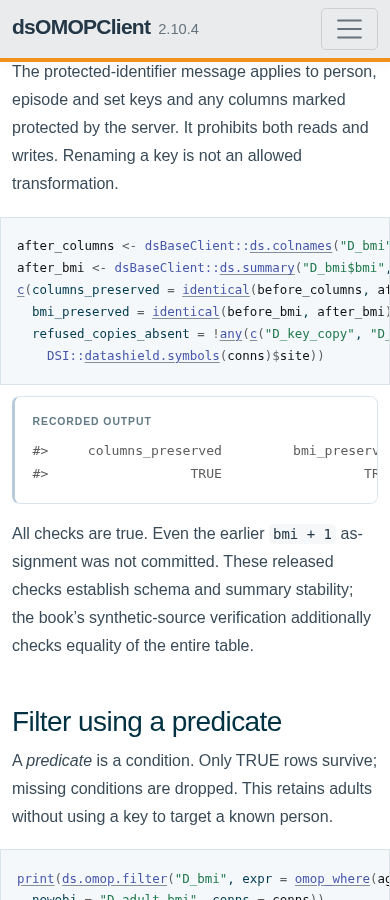 dsOMOPClient 2.10.4
The protected-identifier message applies to person,
episode and set keys and any columns marked
protected by the server. It prohibits both reads and
writes. Renaming a key is not an allowed
transformation.
after_columns <- dsBaseClient::ds.colnames("D_bmi"
after_bmi <- dsBaseClient::ds.summary("D_bmi$bmi",
c(columns_preserved = identical(before_columns, af
bmi_preserved = identical(before_bmi, after_bmi)
refused_copies_absent = !any(c("D_key_copy", "D_
DSI::datashield.symbols(conns)$site))
RECORDED OUTPUT
#> columns_preserved bmi_preserv
#> TRUE TR
All checks are true. Even the earlier bmi + 1 as-
signment was not committed. These released
checks establish schema and summary stability;
the book’s synthetic-source verification additionally
checks equality of the entire table.
Filter using a predicate
A predicate is a condition. Only TRUE rows survive;
missing conditions are dropped. This retains adults
without using a key to target a known person.
print(ds.omop.filter("D_bmi", expr = omop_where(ag
newobj = "D_adult_bmi", conns = conns))